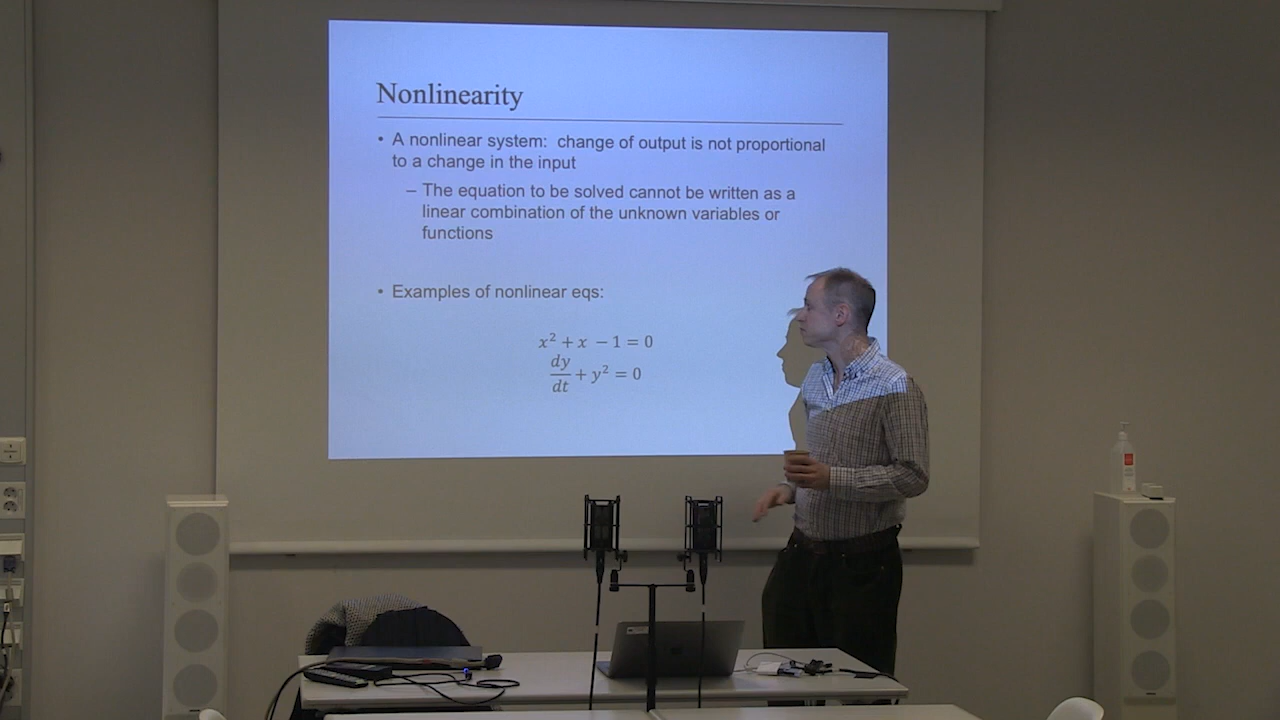 Nonlinearity
• A nonlinear system: change of output is not proportional
to a change in the input
– The equation to be solved cannot be written as a
linear combination of the unknown variables or
functions
• Examples of nonlinear eqs:
x² + x − 1 = 0
dy/dt + y² = 0